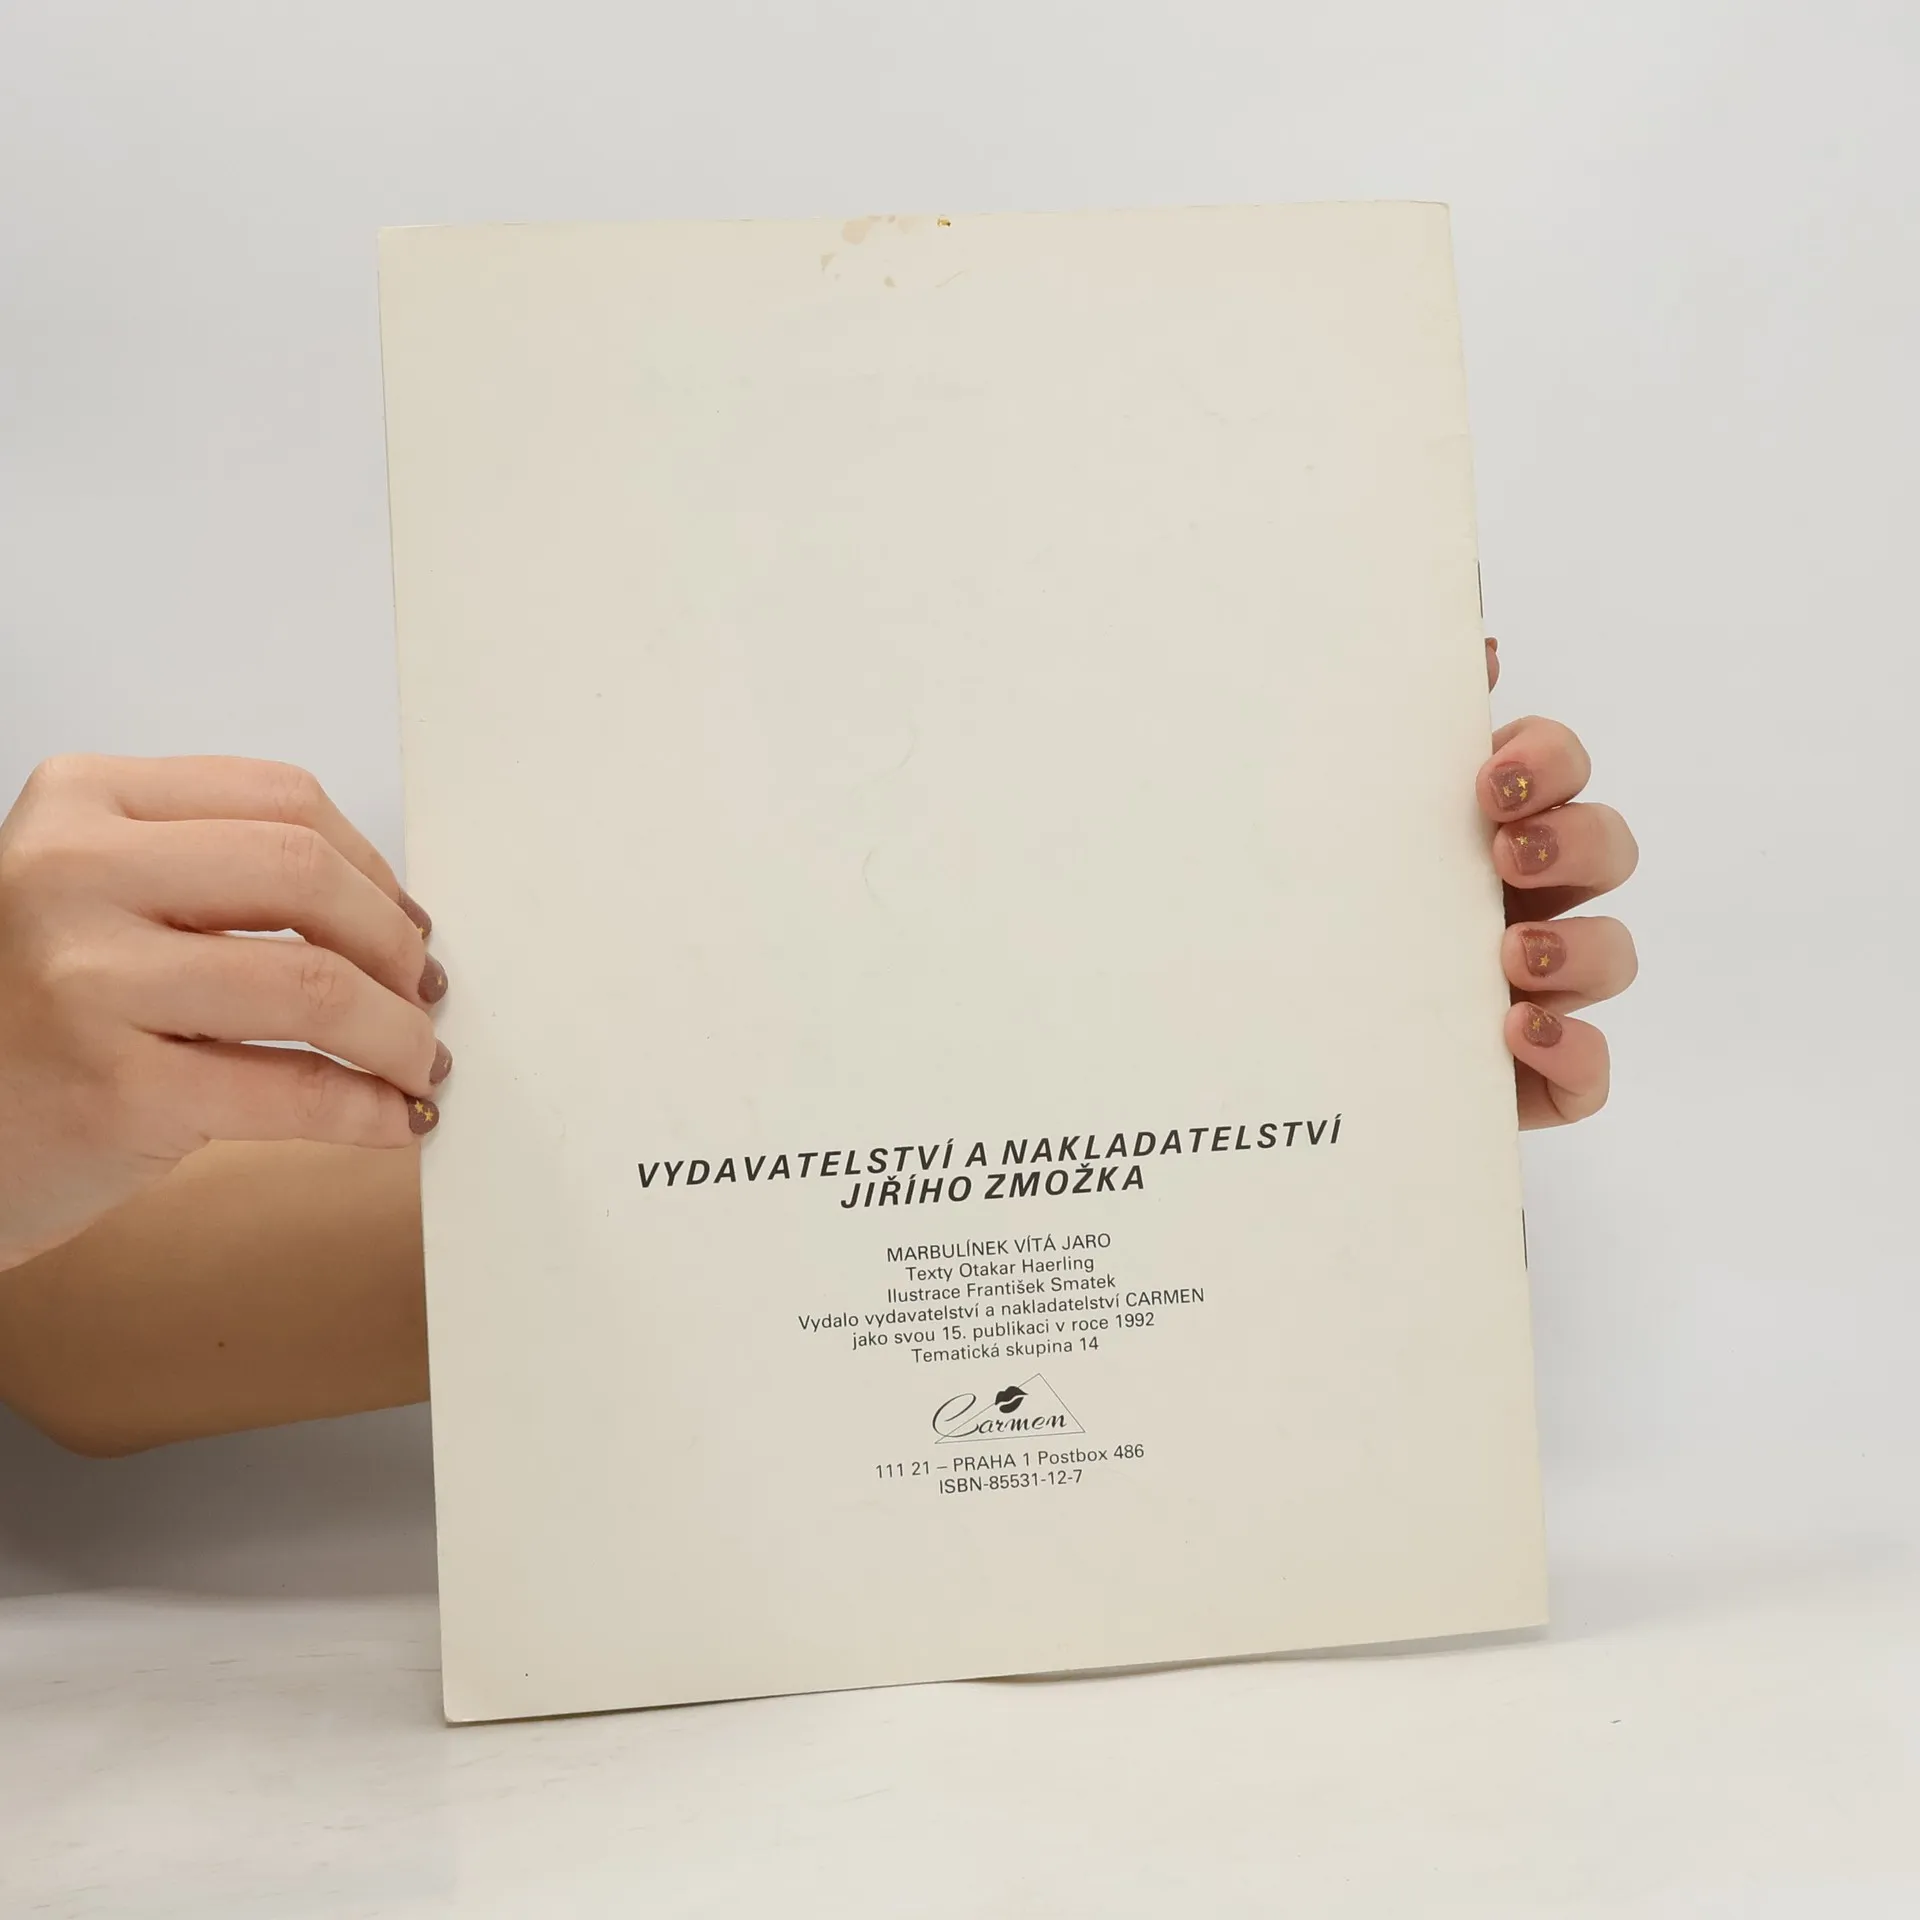 VYDAVATELSTVÍ A NAKLADATELSTVÍ
JIŘÍHO ZMOŽKA
MARBULÍNEK VÍTÁ JARO
Texty Otakar Haerling
Ilustrace František Smatek
Vydalo vydavatelství a nakladatelství CARMEN
jako svou 15. publikaci v roce 1992
Tematická skupina 14
Carmen
111 21 – PRAHA 1 Postbox 486
ISBN-85531-12-7